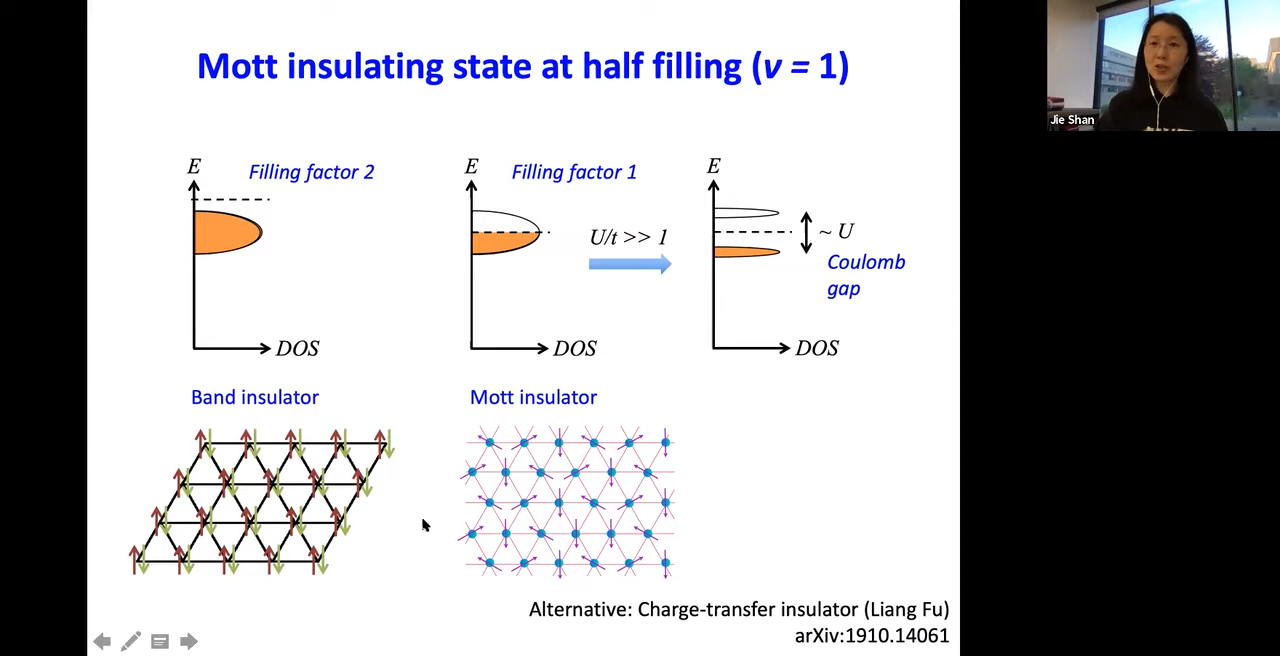 Mott insulating state at half filling (v = 1)
Jie Shan
E
Filling factor 2
DOS
E
Filling factor 1
U/t >> 1
DOS
E
~ U
Coulomb
gap
DOS
Band insulator
Mott insulator
Alternative: Charge-transfer insulator (Liang Fu)
arXiv:1910.14061